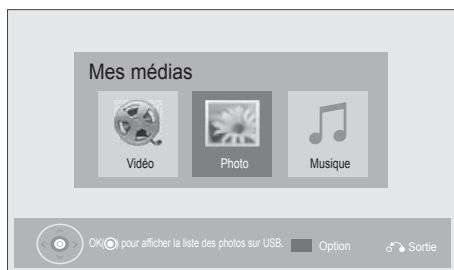 Mes médias
Vidéo Photo Musique
OK(◉) pour afficher la liste des photos sur USB. Option Sortie